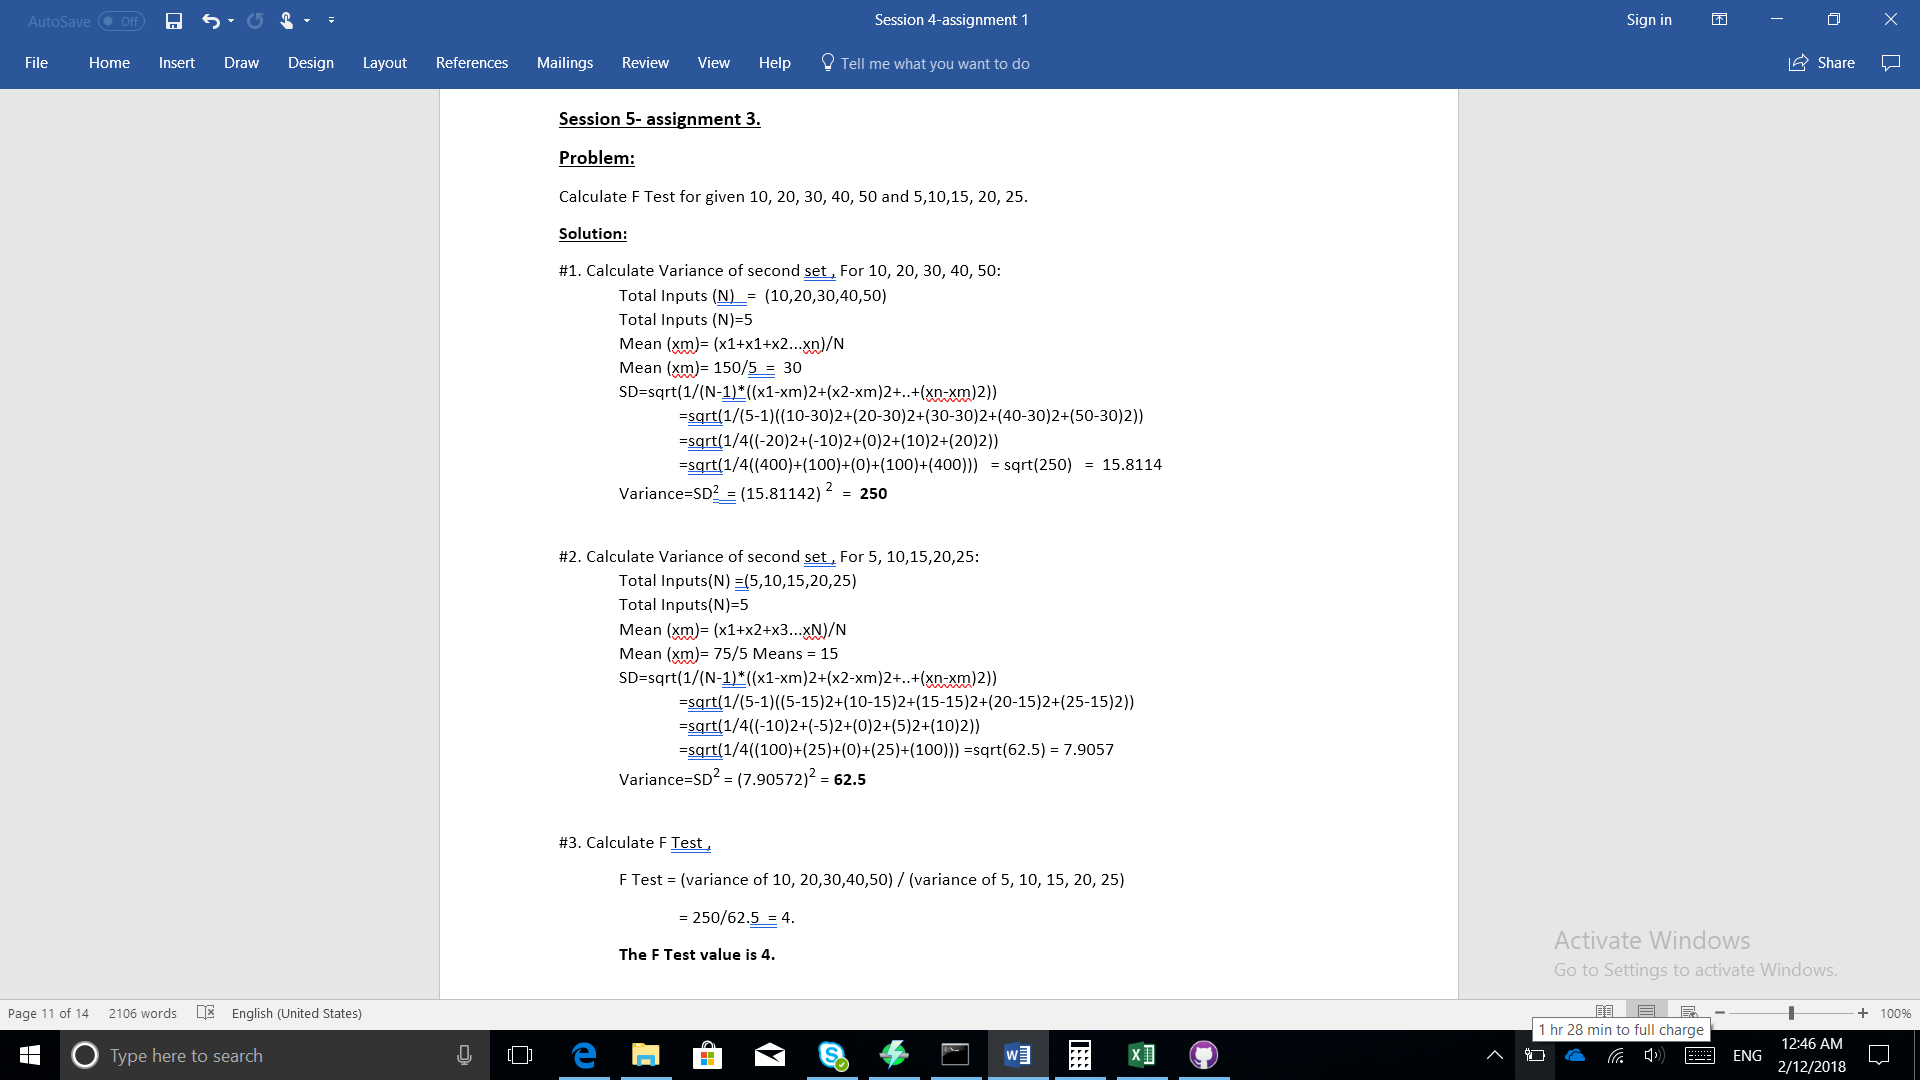 AutoSave Off
Session 4-assignment 1
Sign in
File Home Insert Draw Design Layout References Mailings Review View Help Tell me what you want to do Share
Session 5- assignment 3.
Problem:
Calculate F Test for given 10, 20, 30, 40, 50 and 5,10,15, 20, 25.
Solution:
#1. Calculate Variance of second set , For 10, 20, 30, 40, 50:
Total Inputs (N) = (10,20,30,40,50)
Total Inputs (N)=5
Mean (xm)= (x1+x1+x2...xn)/N
Mean (xm)= 150/5 = 30
SD=sqrt(1/(N-1)*((x1-xm)2+(x2-xm)2+..+(xn-xm)2))
=sqrt(1/(5-1)((10-30)2+(20-30)2+(30-30)2+(40-30)2+(50-30)2))
=sqrt(1/4((-20)2+(-10)2+(0)2+(10)2+(20)2))
=sqrt(1/4((400)+(100)+(0)+(100)+(400))) = sqrt(250) = 15.8114
Variance=SD² = (15.81142) ² = 250
#2. Calculate Variance of second set , For 5, 10,15,20,25:
Total Inputs(N) =(5,10,15,20,25)
Total Inputs(N)=5
Mean (xm)= (x1+x2+x3...xN)/N
Mean (xm)= 75/5 Means = 15
SD=sqrt(1/(N-1)*((x1-xm)2+(x2-xm)2+..+(xn-xm)2))
=sqrt(1/(5-1)((5-15)2+(10-15)2+(15-15)2+(20-15)2+(25-15)2))
=sqrt(1/4((-10)2+(-5)2+(0)2+(5)2+(10)2))
=sqrt(1/4((100)+(25)+(0)+(25)+(100))) =sqrt(62.5) = 7.9057
Variance=SD² = (7.90572)² = 62.5
#3. Calculate F Test ,
F Test = (variance of 10, 20,30,40,50) / (variance of 5, 10, 15, 20, 25)
= 250/62.5 = 4.
The F Test value is 4.
Activate Windows
Go to Settings to activate Windows.
Page 11 of 14 2106 words English (United States) 100%
1 hr 28 min to full charge
Type here to search
ENG
12:46 AM
2/12/2018